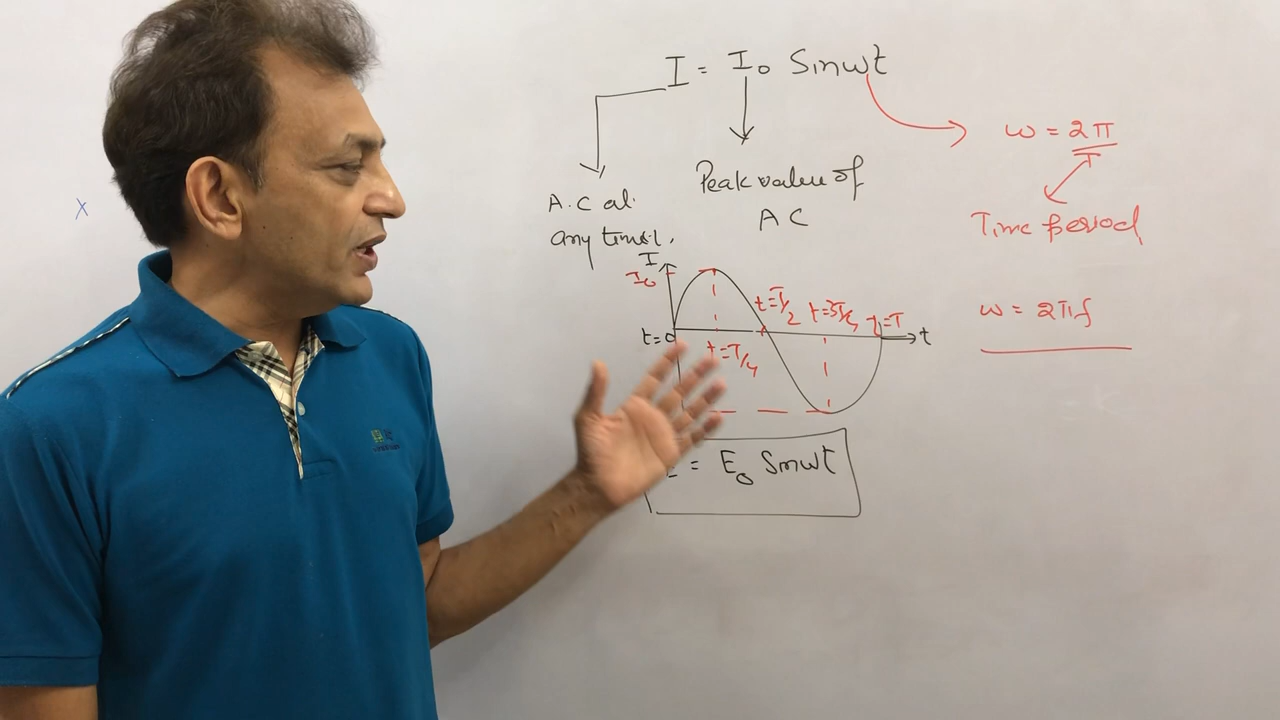 I = I₀ Sinωt
ω = 2π
T
Time period
Peak value of
AC
A.C at
any time t.
I
I₀
t = T/2
t = 3T/4
t = T
t = 0
t
t = T/4
ω = 2πf
= E₀ Sinωt
x